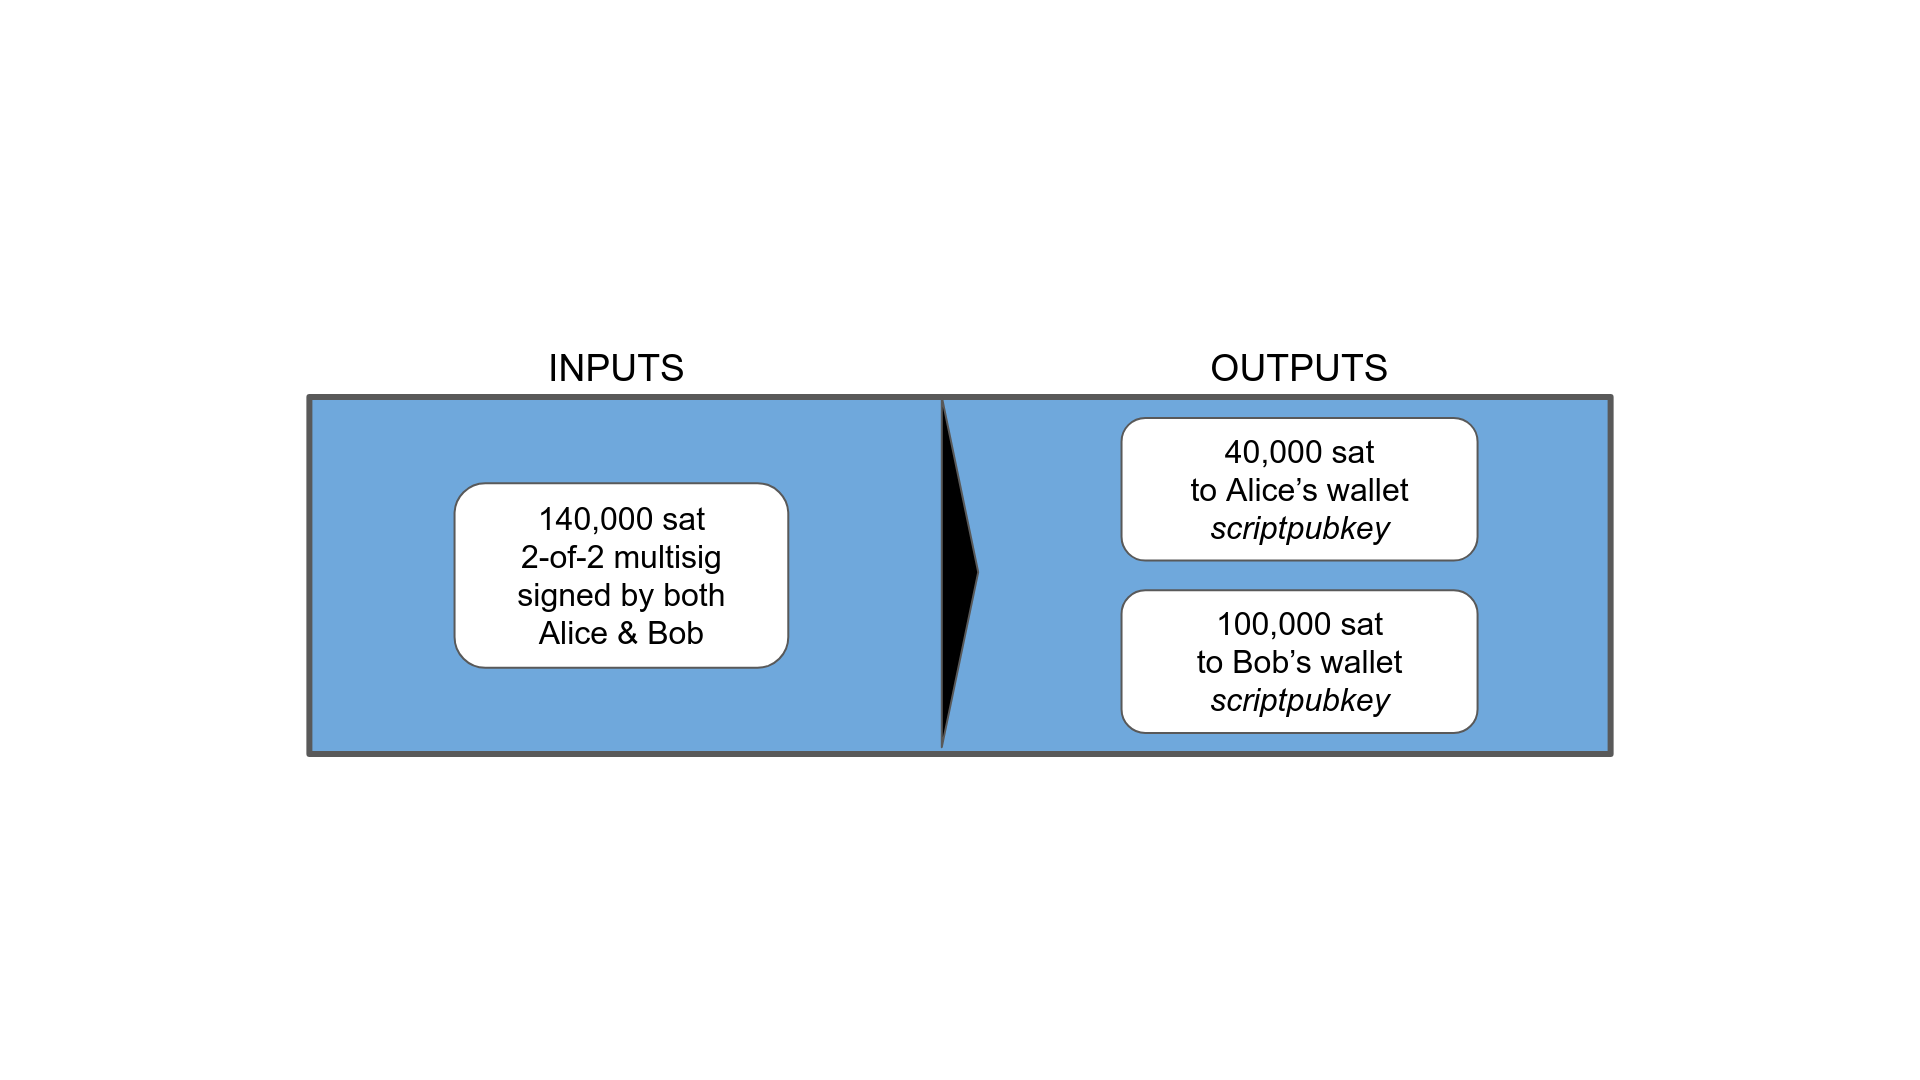 INPUTS
140,000 sat
2-of-2 multisig
signed by both
Alice & Bob
OUTPUTS
40,000 sat
to Alice’s wallet
scriptpubkey
100,000 sat
to Bob’s wallet
scriptpubkey